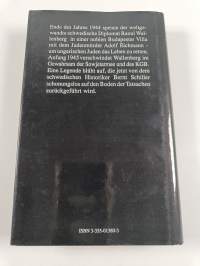 Ende des Jahres 1944 speiste der weltge-
wandte schwedische Diplomat Raoul Wal-
lenberg in einer noblen Budapester Villa
mit dem Judenmörder Adolf Eichmann –
um ungarischen Juden das Leben zu retten.
Anfang 1945 verschwindet Wallenberg im
Gewahrsam der Sowjetarmee und des KGB.
Eine Legende blüht auf, die jetzt von dem
schwedischen Historiker Bernt Schiller
schonungslos auf den Boden der Tatsachen
zurückgeführt wird.
ISBN 3-355-01380-5